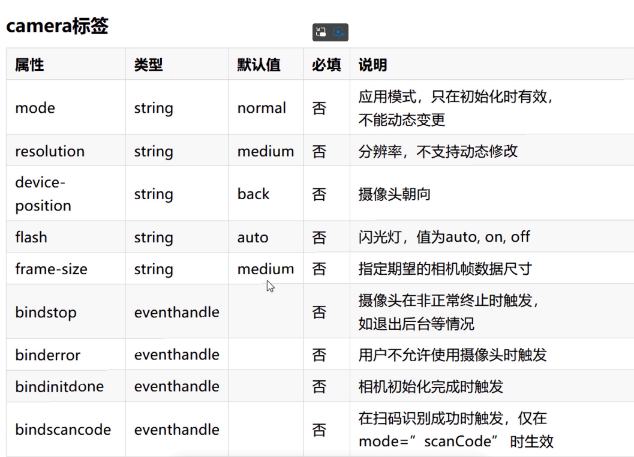 camera标签
属性 类型 默认值 必填 说明
mode string normal 否 应用模式，只在初始化时有效，
不能动态变更
resolution string medium 否 分辨率，不支持动态修改
device-
position string back 否 摄像头朝向
flash string auto 否 闪光灯，值为auto, on, off
frame-size string medium 否 指定期望的相机帧数据尺寸
bindstop eventhandle 否 摄像头在非正常终止时触发，
如退出后台等情况
binderror eventhandle 否 用户不允许使用摄像头时触发
bindinitdone eventhandle 否 相机初始化完成时触发
bindscancode eventhandle 否 在扫码识别成功时触发，仅在
mode=”scanCode” 时生效